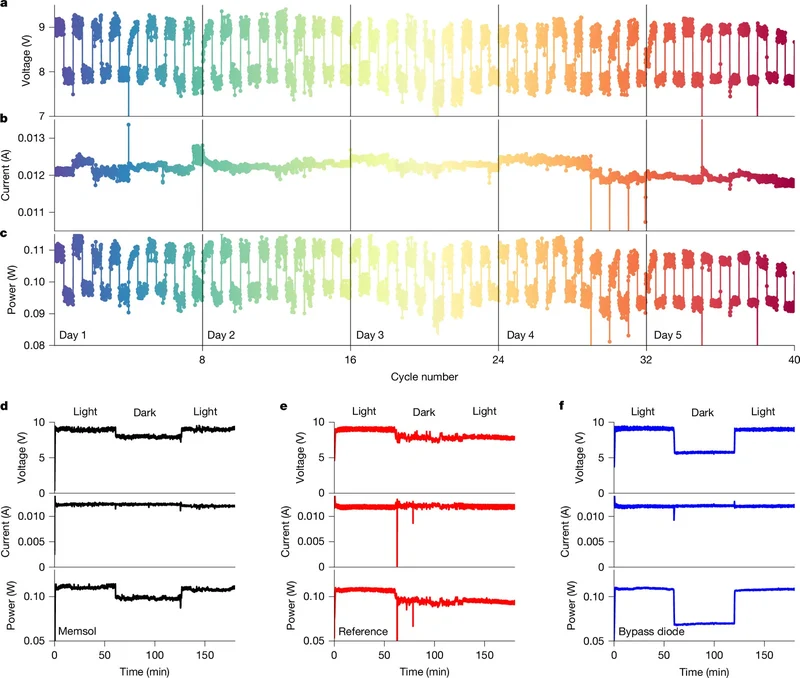 a
Voltage (V)
9
8
7
b
Current (A)
0.013
0.012
0.011
c
Power (W)
0.11
0.10
0.09
0.08
Day 1
Day 2
Day 3
Day 4
Day 5
8
16
24
32
40
Cycle number
d
Light
Dark
Light
Voltage (V)
10
5
0
Current (A)
0.010
0.005
0
Power (W)
0.10
0.05
Memsol
0
50
100
150
Time (min)
e
Light
Dark
Light
Voltage (V)
10
5
0
Current (A)
0.010
0.005
0
Power (W)
0.10
0.05
Reference
0
50
100
150
Time (min)
f
Light
Dark
Light
Voltage (V)
10
5
0
Current (A)
0.010
0.005
0
Power (W)
0.10
0.05
Bypass diode
0
50
100
150
Time (min)